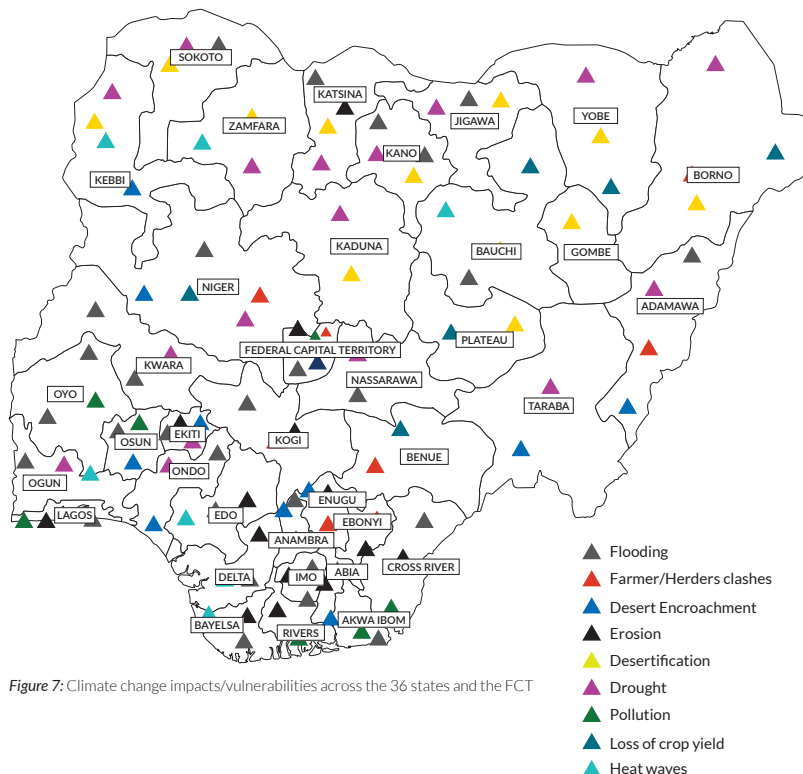 SOKOTO
KATSINA
ZAMFARA
JIGAWA
YOBE
KANO
KEBBI
BORNO
KADUNA
BAUCHI
GOMBE
NIGER
ADAMAWA
PLATEAU
FEDERAL CAPITAL TERRITORY
KWARA
NASSARAWA
OYO
TARABA
EKITI
OSUN
KOGI
BENUE
ONDO
OGUN
ENUGU
LAGOS
EDO
EBONYI
ANAMBRA
CROSS RIVER
DELTA
IMO
ABIA
BAYELSA
RIVERS
AKWA IBOM
Flooding
Farmer/Herders clashes
Desert Encroachment
Erosion
Desertification
Drought
Pollution
Loss of crop yield
Heat waves
Figure 7: Climate change impacts/vulnerabilities across the 36 states and the FCT